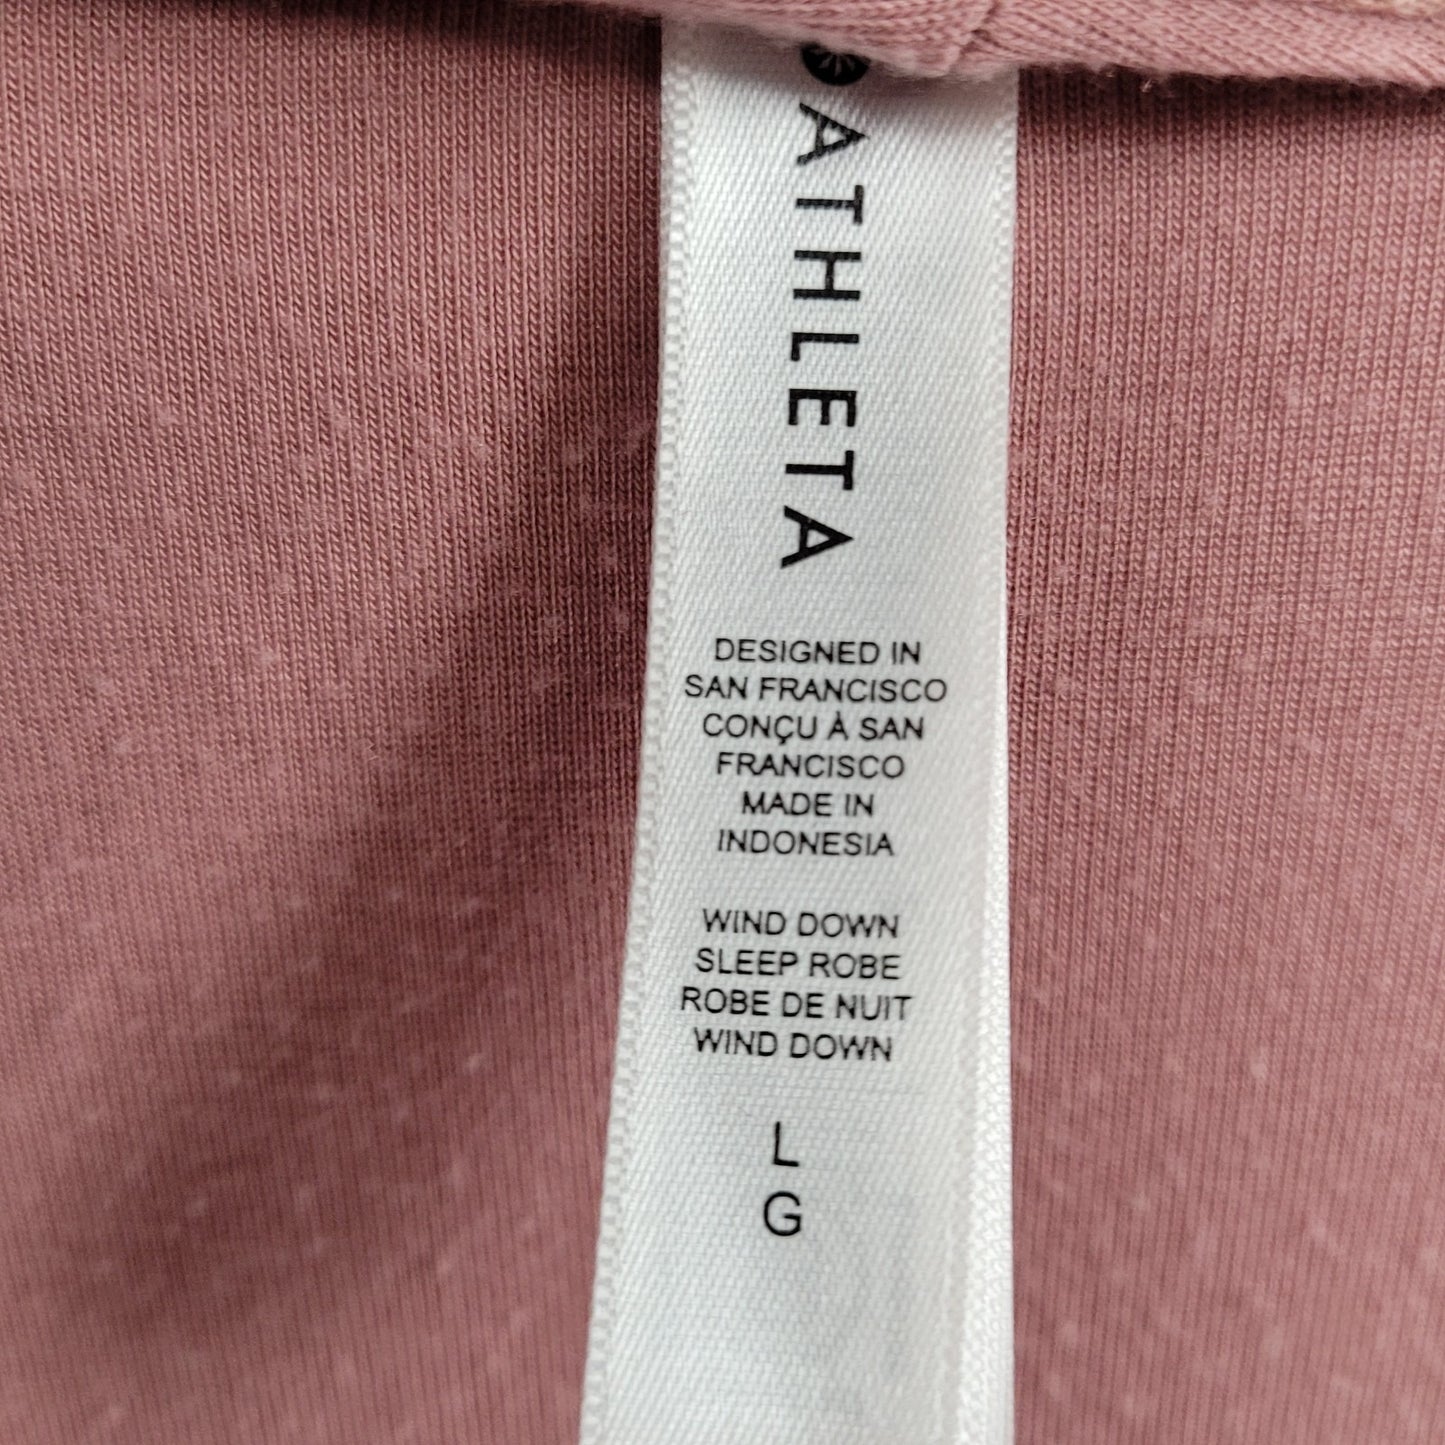 ATHLETA
DESIGNED IN
SAN FRANCISCO
CONÇU À SAN
FRANCISCO
MADE IN
INDONESIA
WIND DOWN
SLEEP ROBE
ROBE DE NUIT
WIND DOWN
L
G